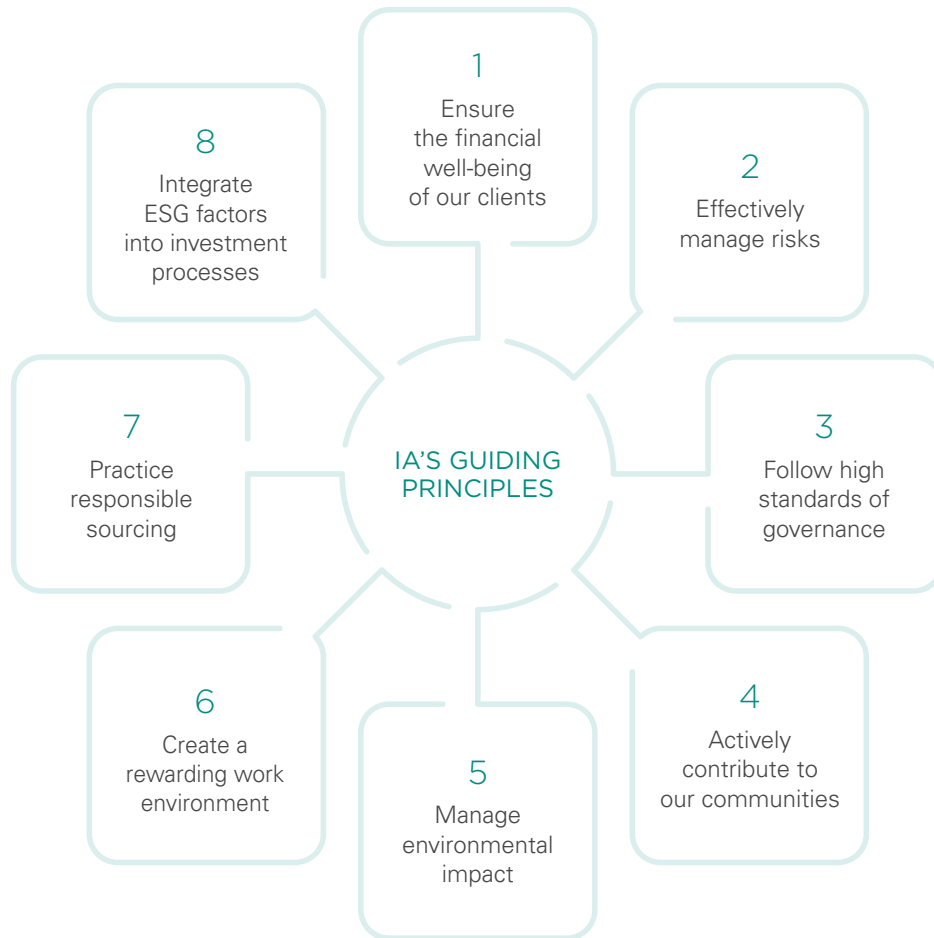 1
Ensure
the financial
well-being
of our clients
2
Effectively
manage risks
3
Follow high
standards of
governance
4
Actively
contribute to
our communities
5
Manage
environmental
impact
6
Create a
rewarding work
environment
7
Practice
responsible
sourcing
8
Integrate
ESG factors
into investment
processes
IA’S GUIDING
PRINCIPLES